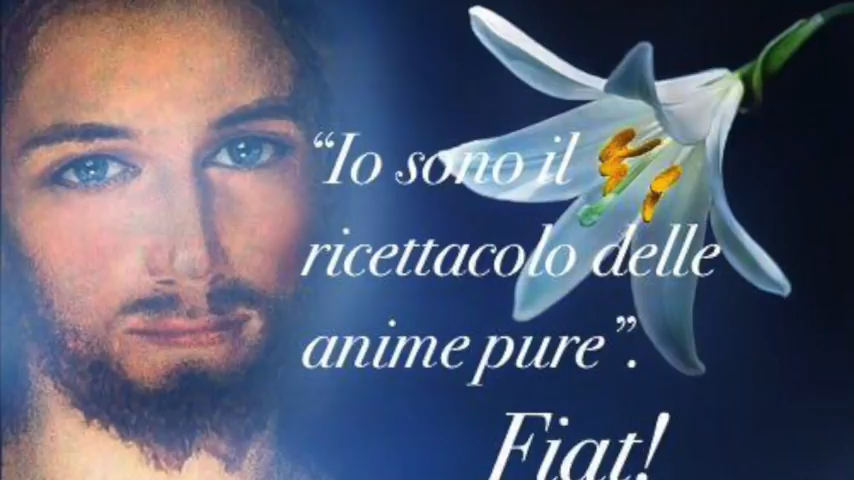 “Io sono il
ricettacolo delle
anime pure”.
Fiat!